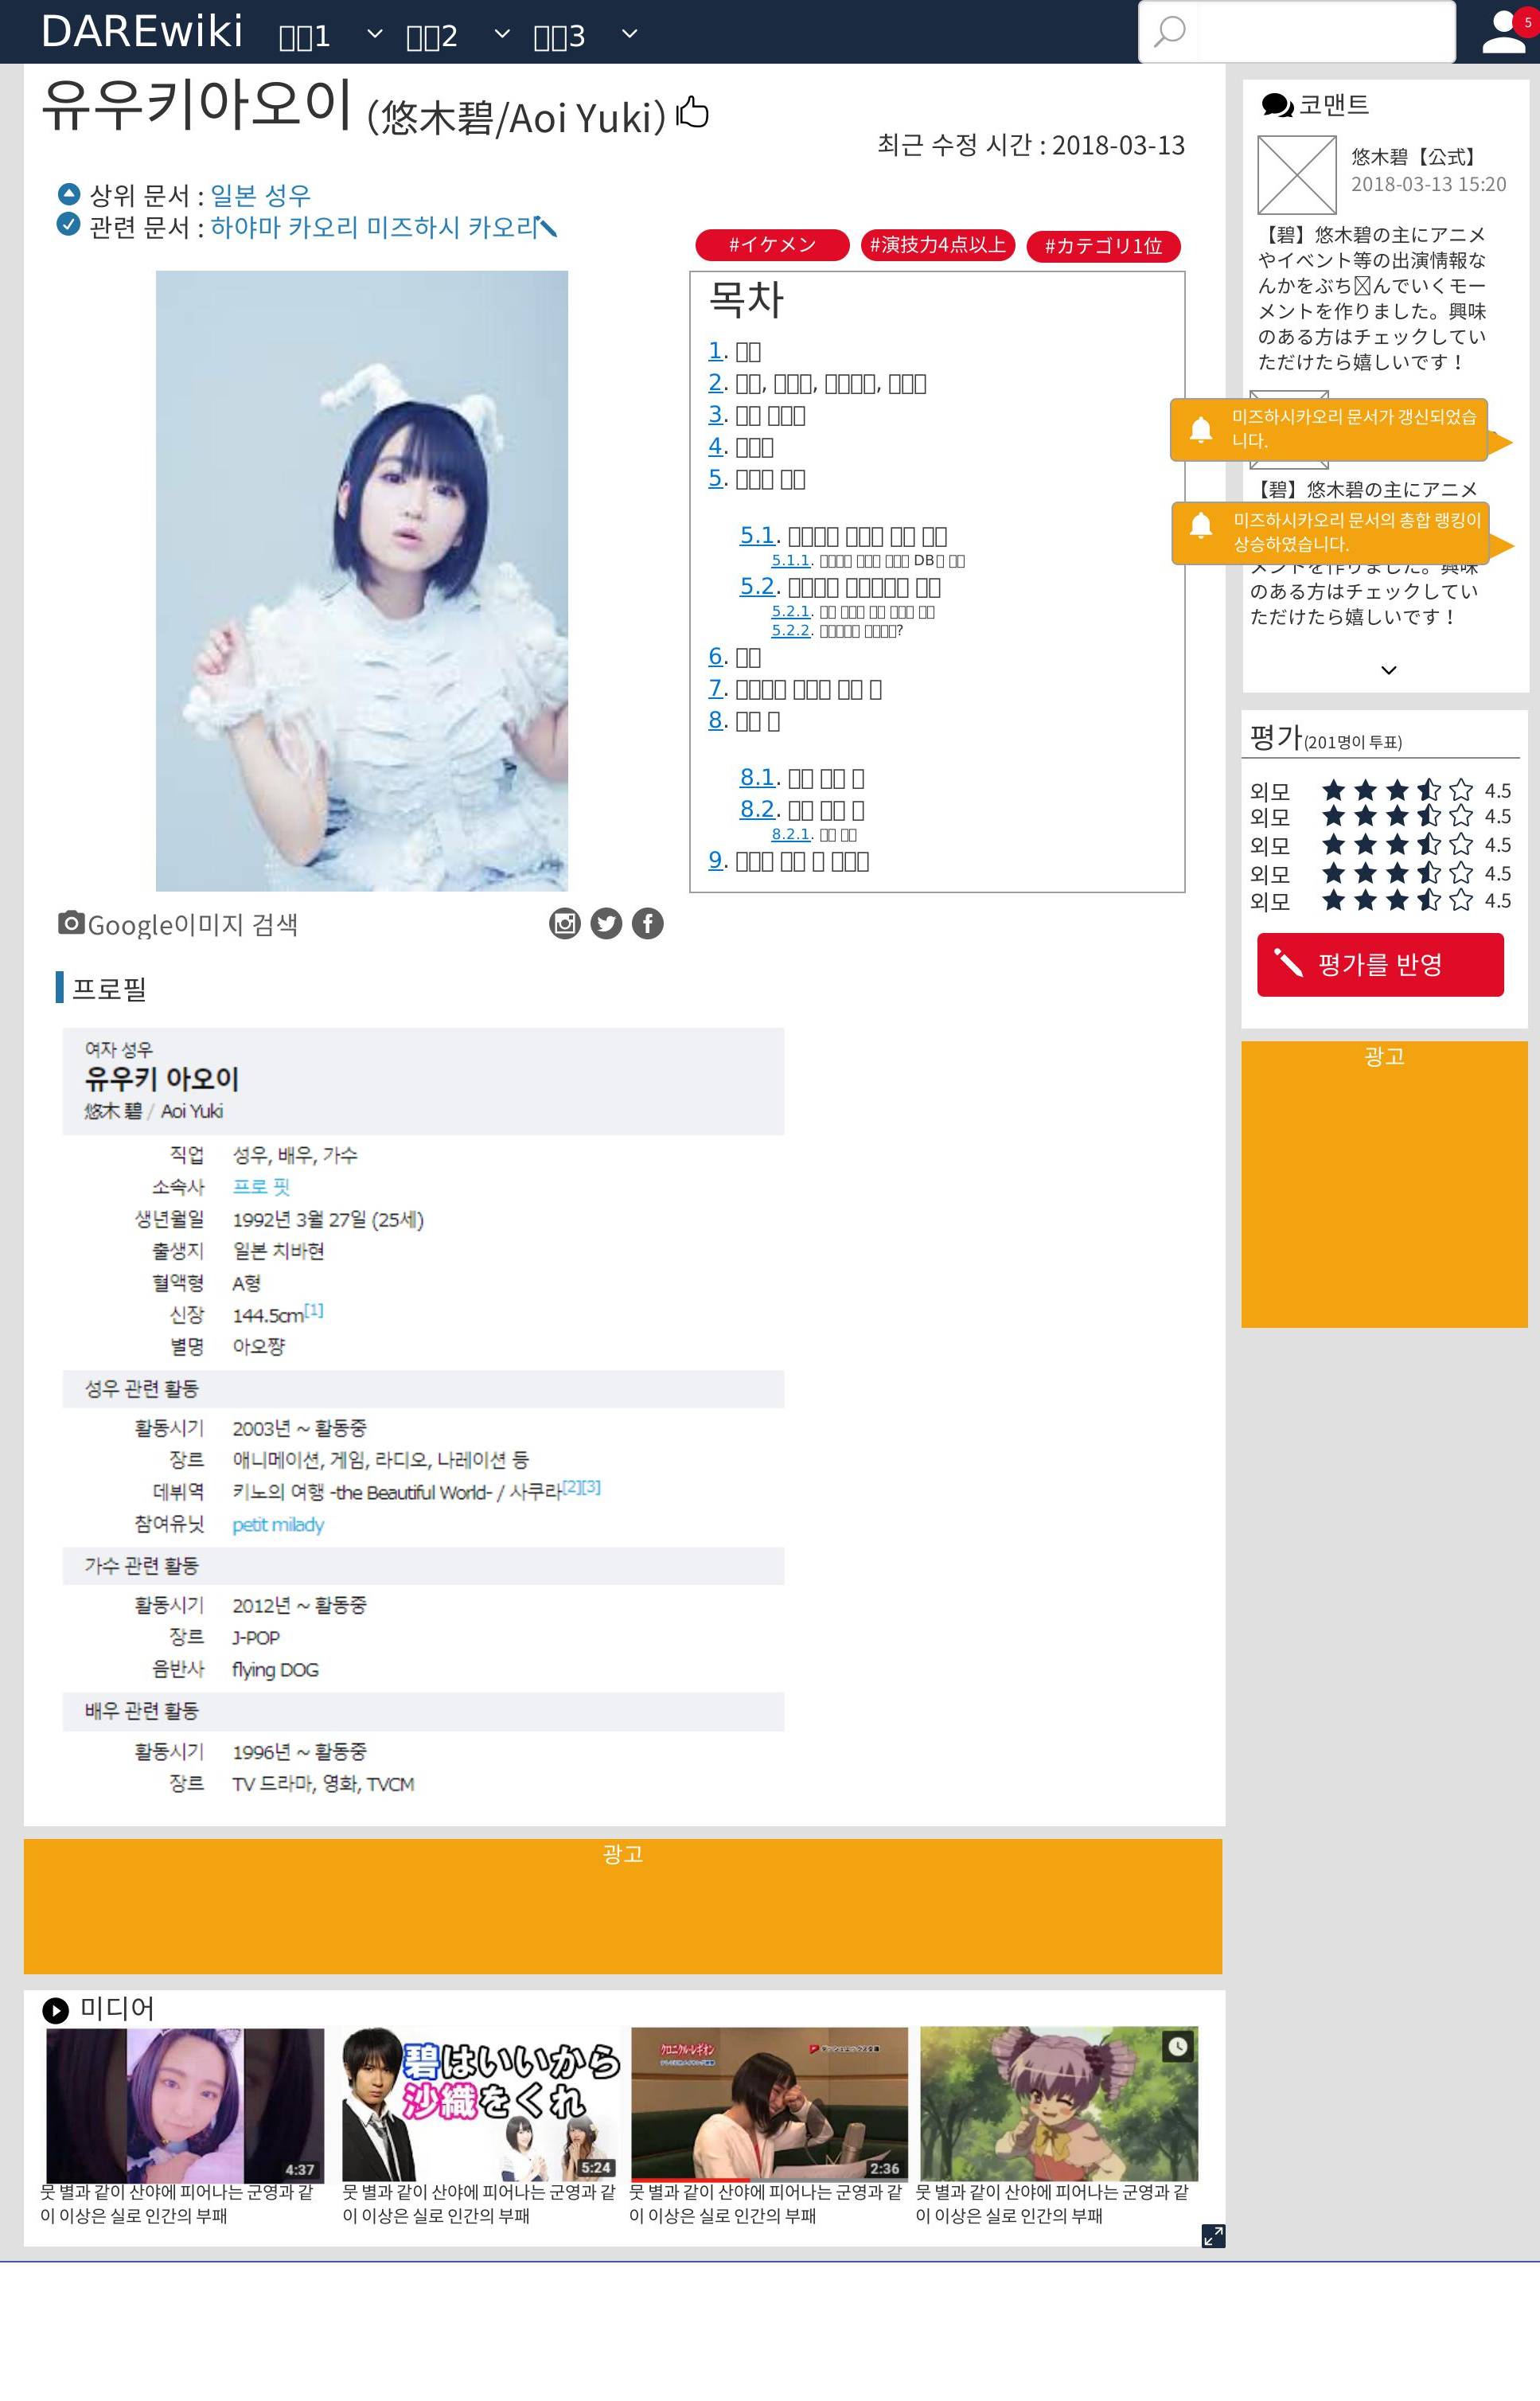 DAREwiki
1
2
3
5
유우키아오이 (悠木碧/Aoi Yuki)
최근 수정 시간 : 2018-03-13
상위 문서 : 일본 성우
관련 문서 : 하야마 카오리 미즈하시 카오리
#イケメン
#演技力4点以上
#カテゴリ1位
목차
1.
2. , , ,
3.
4.
5.
5.1.
5.1.1. DB
5.2.
5.2.1.
5.2.2. ?
6.
7.
8.
8.1.
8.2.
8.2.1.
9.
Google이미지 검색
프로필
여자 성우
유우키 아오이
悠木 碧 / Aoi Yuki
직업 성우, 배우, 가수
소속사 프로 핏
생년월일 1992년 3월 27일 (25세)
출생지 일본 치바현
혈액형 A형
신장 144.5cm[1]
별명 아오쨩
성우 관련 활동
활동시기 2003년 ~ 활동중
장르 애니메이션, 게임, 라디오, 나레이션 등
데뷔역 키노의 여행 -the Beautiful World- / 사쿠라[2][3]
참여유닛 petit milady
가수 관련 활동
활동시기 2012년 ~ 활동중
장르 J-POP
음반사 flying DOG
배우 관련 활동
활동시기 1996년 ~ 활동중
장르 TV 드라마, 영화, TVCM
광고
미디어
4:37
碧はいいから
沙織をくれ
5:24
クロニクル・レギオン
2:36
뭇 별과 같이 산야에 피어나는 군영과 같
이 이상은 실로 인간의 부패
뭇 별과 같이 산야에 피어나는 군영과 같
이 이상은 실로 인간의 부패
뭇 별과 같이 산야에 피어나는 군영과 같
이 이상은 실로 인간의 부패
뭇 별과 같이 산야에 피어나는 군영과 같
이 이상은 실로 인간의 부패
코맨트
悠木碧【公式】
2018-03-13 15:20
【碧】悠木碧の主にアニメ
やイベント等の出演情報な
んかをぶち んでいくモー
メントを作りました。興味
のある方はチェックしてい
ただけたら嬉しいです！
미즈하시카오리 문서가 갱신되었습
니다.
【碧】悠木碧の主にアニメ
미즈하시카오리 문서의 총합 랭킹이
상승하였습니다.
メントを作りました。興味
のある方はチェックしてい
ただけたら嬉しいです！
평가(201명이 투표)
외모 4.5
외모 4.5
외모 4.5
외모 4.5
외모 4.5
평가를 반영
광고